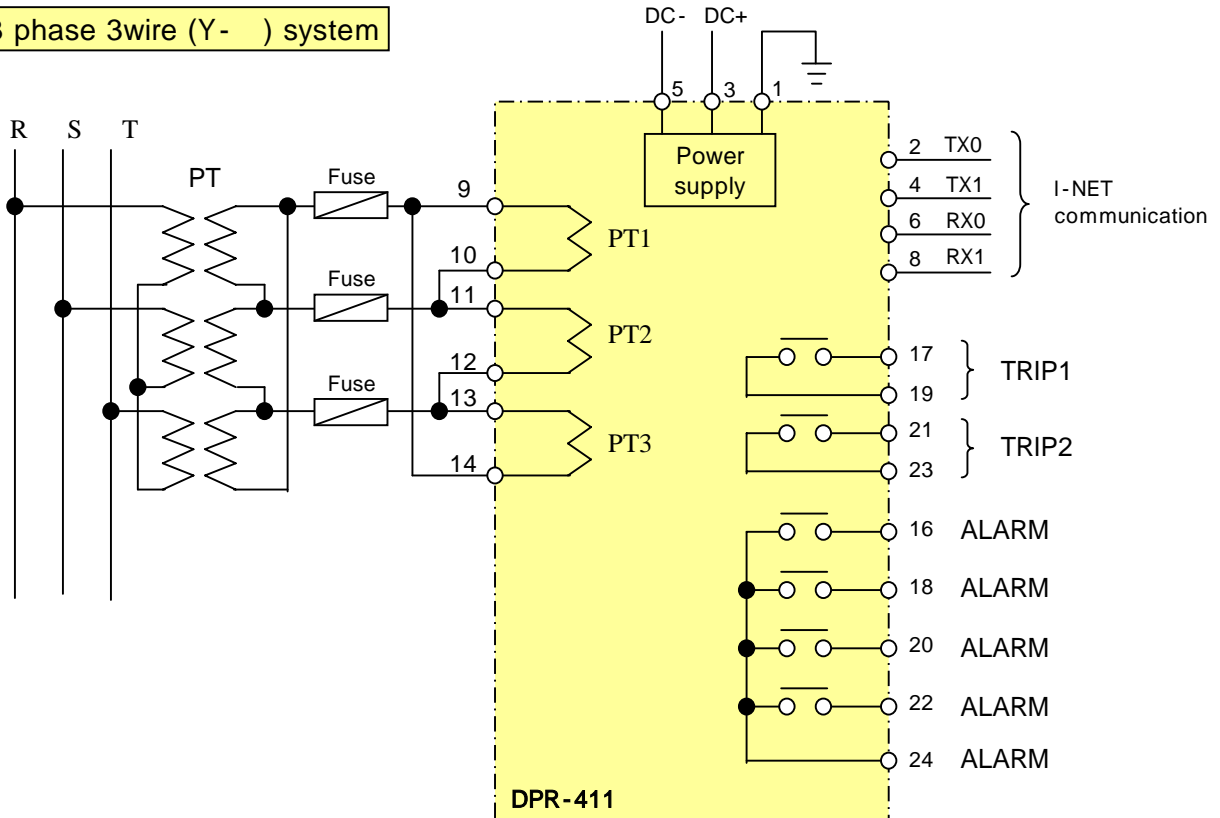 3 phase 3wire (Y-   ) system
DC- DC+
5 3 1
R S T
PT
Power
supply
Fuse
9
PT1
10
Fuse
11
PT2
12
Fuse
13
PT3
14
2 TX0
4 TX1
6 RX0
8 RX1
I-NET
communication
17
TRIP1
19
21
TRIP2
23
16 ALARM
18 ALARM
20 ALARM
22 ALARM
24 ALARM
DPR-411